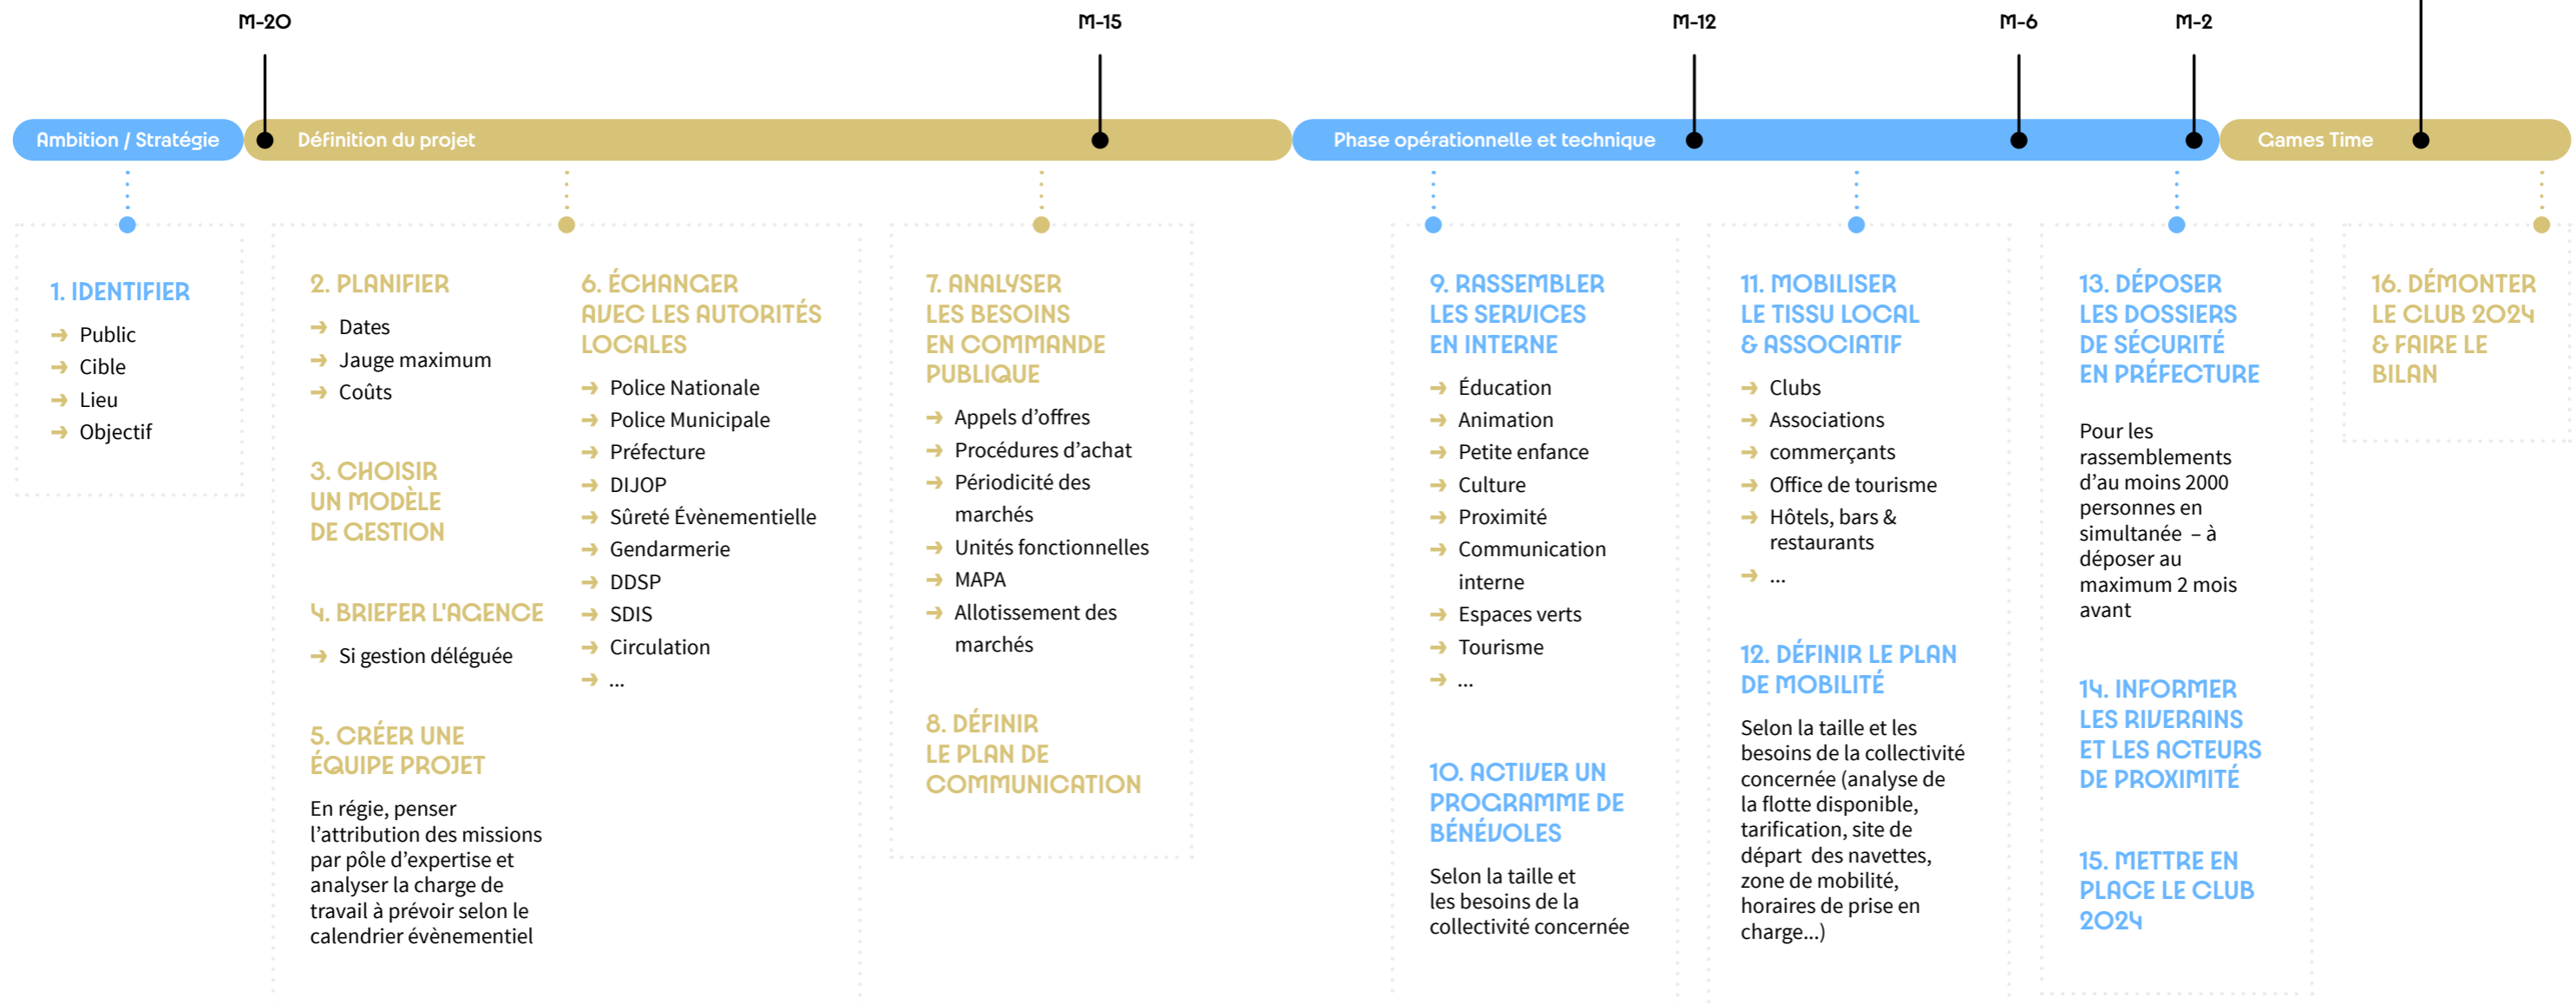 M-20
M-15
M-12
M-6
M-2
Ambition / Stratégie
Définition du projet
Phase opérationnelle et technique
Games Time
1. IDENTIFIER
➔ Public
➔ Cible
➔ Lieu
➔ Objectif
2. PLANIFIER
➔ Dates
➔ Jauge maximum
➔ Coûts
3. CHOISIR
UN MODÈLE
DE GESTION
4. BRIEFER L'AGENCE
➔ Si gestion déléguée
5. CRÉER UNE
ÉQUIPE PROJET
En régie, penser
l’attribution des missions
par pôle d’expertise et
analyser la charge de
travail à prévoir selon le
calendrier évènementiel
6. ÉCHANGER
AVEC LES AUTORITÉS
LOCALES
➔ Police Nationale
➔ Police Municipale
➔ Préfecture
➔ DIJOP
➔ Sûreté Évènementielle
➔ Gendarmerie
➔ DDSP
➔ SDIS
➔ Circulation
➔ ...
7. ANALYSER
LES BESOINS
EN COMMANDE
PUBLIQUE
➔ Appels d’offres
➔ Procédures d’achat
➔ Périodicité des
marchés
➔ Unités fonctionnelles
➔ MAPA
➔ Allotissement des
marchés
8. DÉFINIR
LE PLAN DE
COMMUNICATION
9. RASSEMBLER
LES SERVICES
EN INTERNE
➔ Éducation
➔ Animation
➔ Petite enfance
➔ Culture
➔ Proximité
➔ Communication
interne
➔ Espaces verts
➔ Tourisme
➔ ...
10. ACTIVER UN
PROGRAMME DE
BÉNÉVOLES
Selon la taille et
les besoins de la
collectivité concernée
11. MOBILISER
LE TISSU LOCAL
& ASSOCIATIF
➔ Clubs
➔ Associations
➔ commerçants
➔ Office de tourisme
➔ Hôtels, bars &
restaurants
➔ ...
12. DÉFINIR LE PLAN
DE MOBILITÉ
Selon la taille et les
besoins de la collectivité
concernée (analyse de
la flotte disponible,
tarification, site de
départ des navettes,
zone de mobilité,
horaires de prise en
charge...)
13. DÉPOSER
LES DOSSIERS
DE SÉCURITÉ
EN PRÉFECTURE
Pour les
rassemblements
d’au moins 2000
personnes en
simultanée – à
déposer au
maximum 2 mois
avant
14. INFORMER
LES RIVERAINS
ET LES ACTEURS
DE PROXIMITÉ
15. METTRE EN
PLACE LE CLUB
2024
16. DÉMONTER
LE CLUB 2024
& FAIRE LE
BILAN